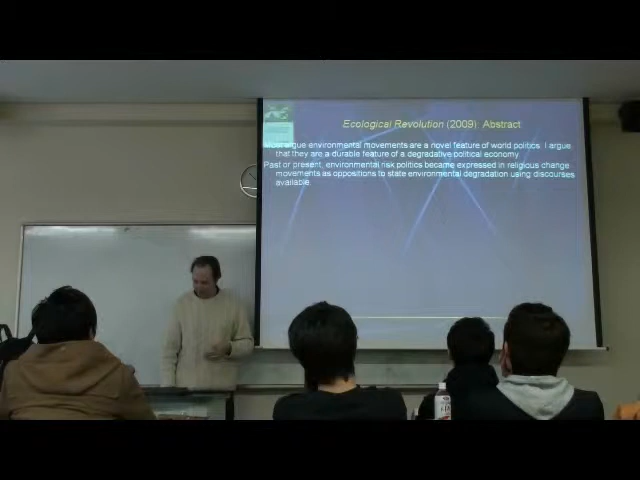 Ecological Revolution (2009): Abstract
Most argue environmental movements are a novel feature of world politics. I argue
that they are a durable feature of a degradative political economy.
Past or present, environmental risk politics became expressed in religious change
movements as oppositions to state environmental degradation using discourses
available.